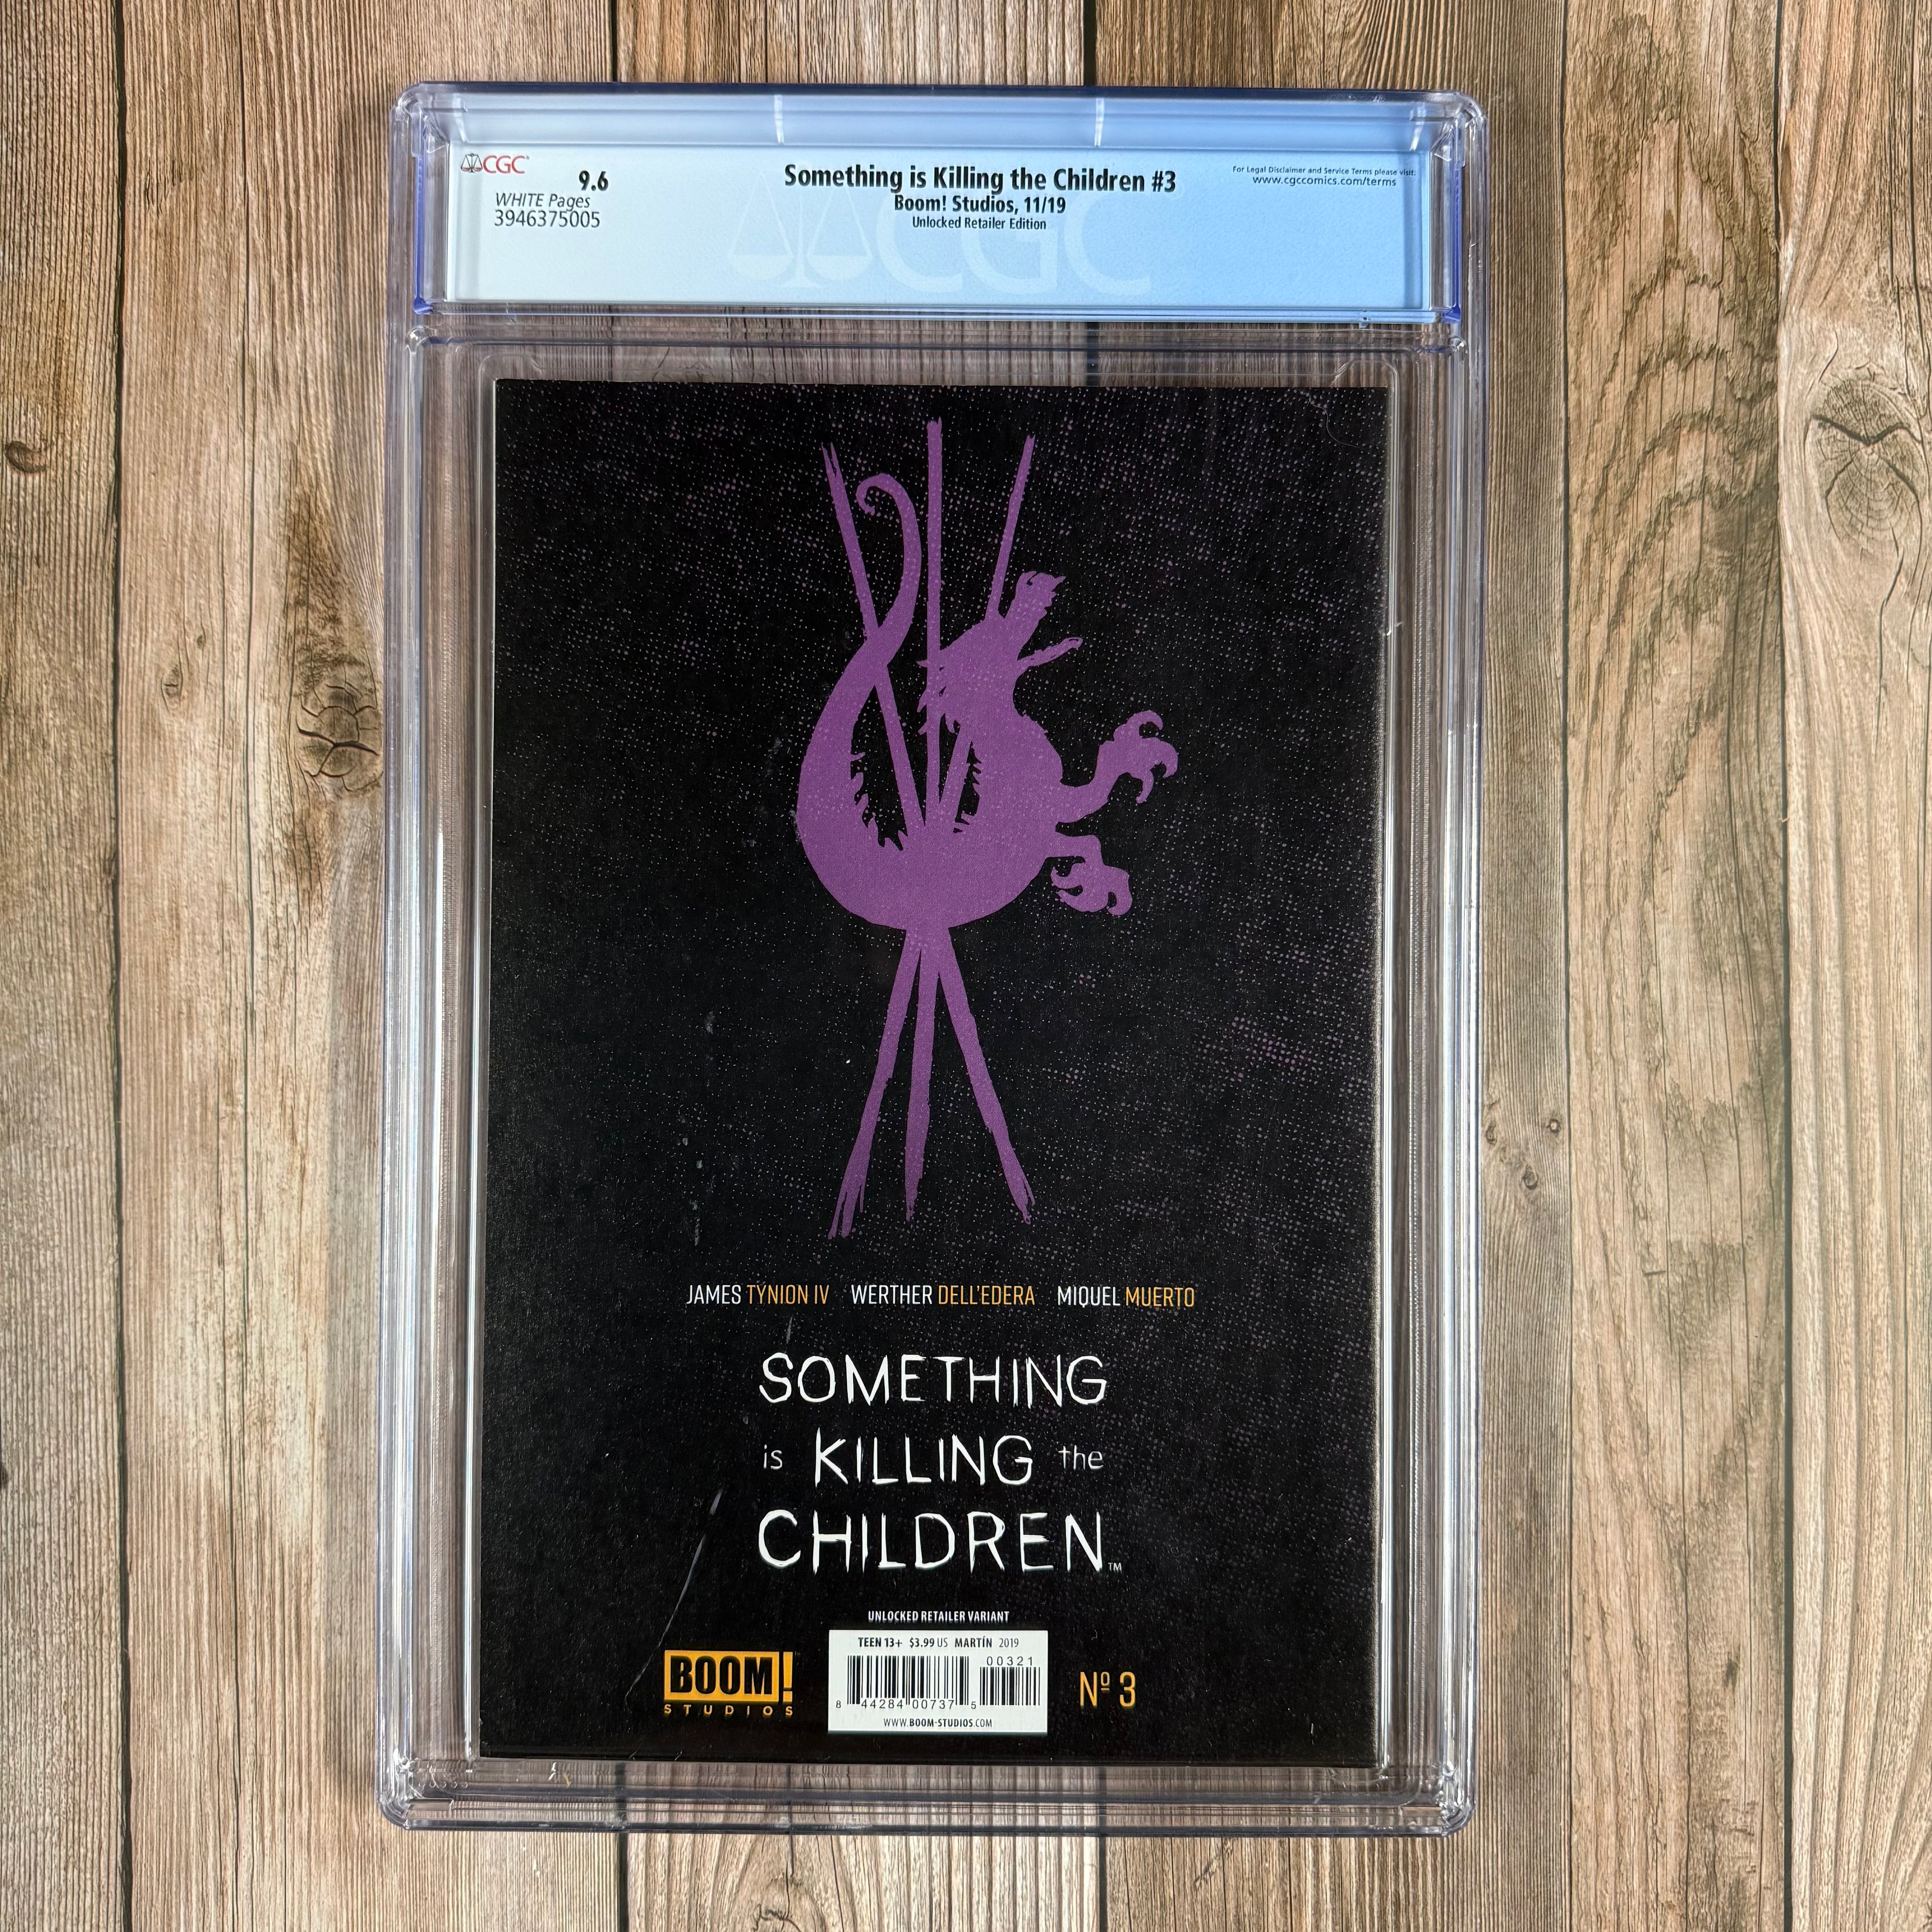 CGC
9.6
WHITE Pages
3946375005
Something is Killing the Children #3
Boom! Studios, 11/19
Unlocked Retailer Edition
For Legal Disclaimer and Service Terms please visit:
www.cgccomics.com/terms
CGC
JAMES TYNION IV WERTHER DELL'EDERA MIQUEL MUERTO
SOMETHING
is KILLING the
CHILDREN™
UNLOCKED RETAILER VARIANT
TEEN 13+ $3.99 US MARTÍN 2019
00321
8 44284 00737 5
WWW.BOOM-STUDIOS.COM
BOOM!
STUDIOS
Nº 3